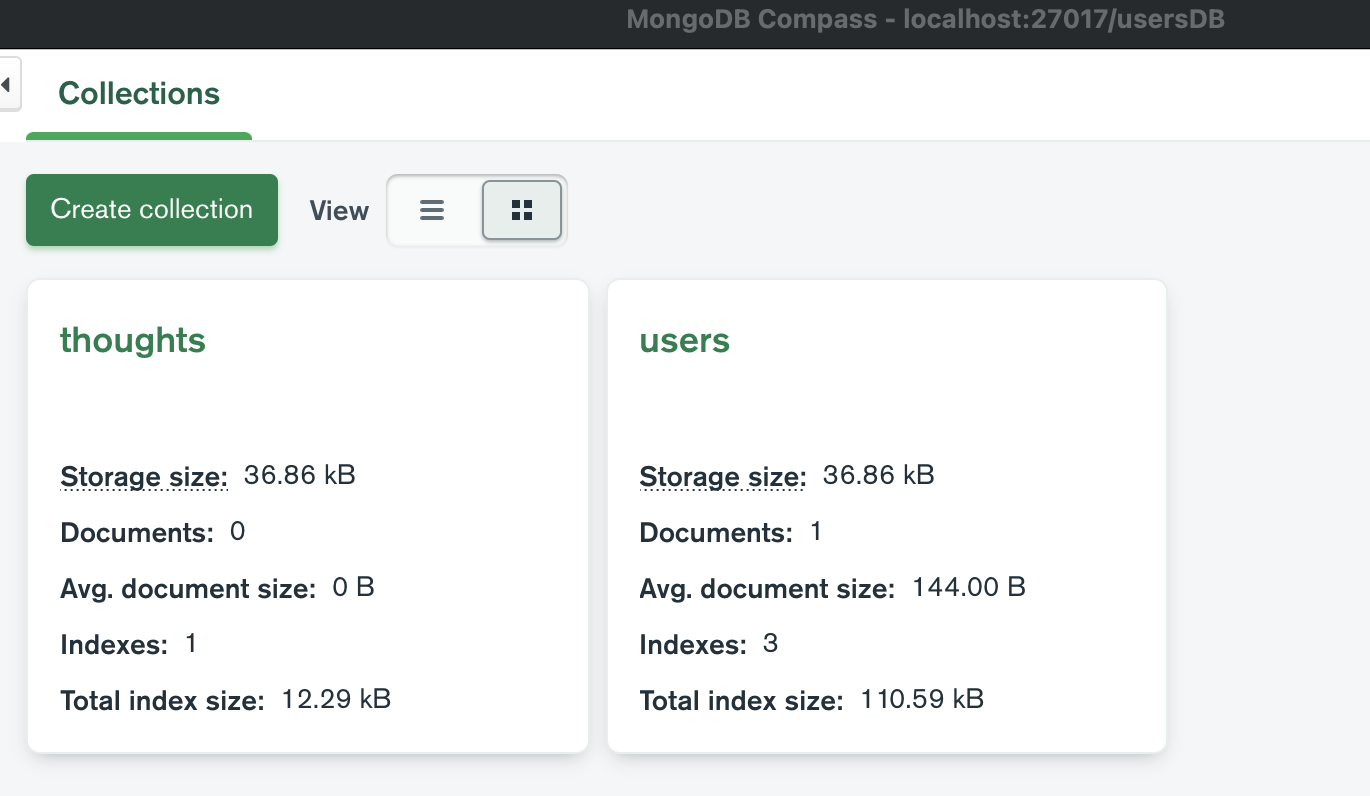 MongoDB Compass - localhost:27017/usersDB
Collections
Create collection View
thoughts
Storage size: 36.86 kB
Documents: 0
Avg. document size: 0 B
Indexes: 1
Total index size: 12.29 kB
users
Storage size: 36.86 kB
Documents: 1
Avg. document size: 144.00 B
Indexes: 3
Total index size: 110.59 kB